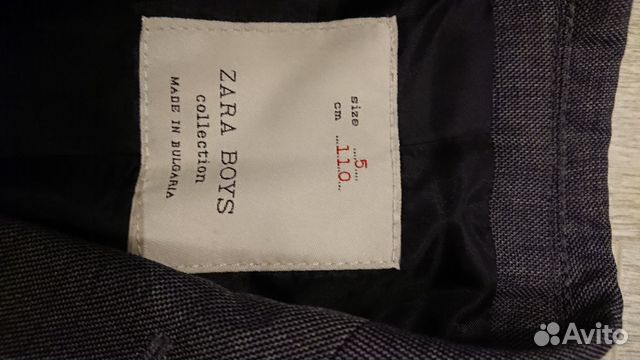 ZARA BOYS
collection
MADE IN BULGARIA
size ....5....
cm ...110...
Avito